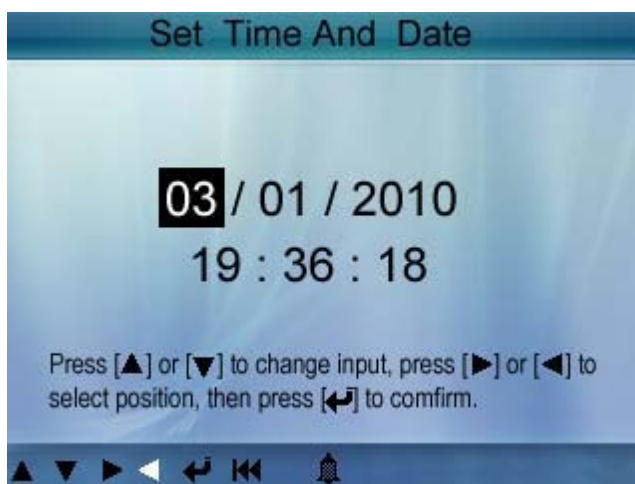 Set Time And Date
03 / 01 / 2010
19 : 36 : 18
Press [▲] or [▼] to change input, press [▶] or [◀] to
select position, then press [↵] to comfirm.